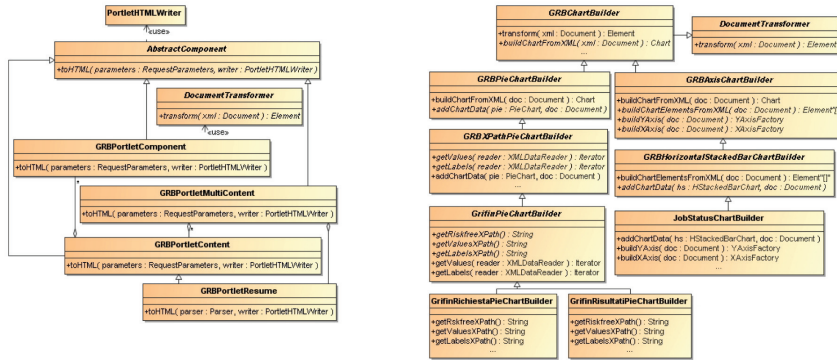 PortletHTMLWriter
«use»
AbstractComponent
+toHTML( parameters : RequestParameters, writer : PortletHTMLWriter )
DocumentTransformer
+transform( xml : Document ) : Element
«use»
GRBPortletComponent
+toHTML( parameters : RequestParameters, writer : PortletHTMLWriter )
*
GRBPortletMultiContent
+toHTML( parameters : RequestParameters, writer : PortletHTMLWriter )
*
GRBPortletContent
+toHTML( parameters : RequestParameters, writer : PortletHTMLWriter )
GRBPortletResume
+toHTML( parser : Parser, writer : PortletHTMLWriter )
GRBChartBuilder
+transform( xml : Document ) : Element
+buildChartFromXML( xml : Document ) : Chart
...
DocumentTransformer
+transform( xml : Document ) : Element
GRBPieChartBuilder
+buildChartFromXML( doc : Document ) : Chart
+addChartData( pie : PieChart, doc : Document )
GRBAxisChartBuilder
+buildChartFromXML( doc : Document ) : Chart
+buildChartElementsFromXML( doc : Document ) : Element"[]"
+buildYAxis( doc : Document ) : YAxisFactory
+buildXAxis( doc : Document ) : XAxisFactory
GRBXPathPieChartBuilder
+getValues( reader : XMLDataReader ) : Iterator
+getLabels( reader : XMLDataReader ) : Iterator
+addChartData( pie : PieChart, doc : Document )
...
GRBHorizontalStackedBarChartBuilder
+buildChartElementsFromXML( doc : Document ) : Element"[]"
+addChartData( hs : HStackedBarChart, doc : Document )
GrifinPieChartBuilder
+getRiskfreeXPath() : String
+getValuesXPath() : String
+getLabelsXPath() : String
+getValues( reader : XMLDataReader ) : Iterator
+getLabels( reader : XMLDataReader ) : Iterator
JobStatusChartBuilder
+addChartData( hs : HStackedBarChart, doc : Document )
+buildYAxis( doc : Document ) : YAxisFactory
+buildXAxis( doc : Document ) : XAxisFactory
...
GrifinRichiestaPieChartBuilder
+getRiskfreeXPath() : String
+getValuesXPath() : String
+getLabelsXPath() : String
...
GrifinRisultatiPieChartBuilder
+getRiskfreeXPath() : String
+getValuesXPath() : String
+getLabelsXPath() : String
...